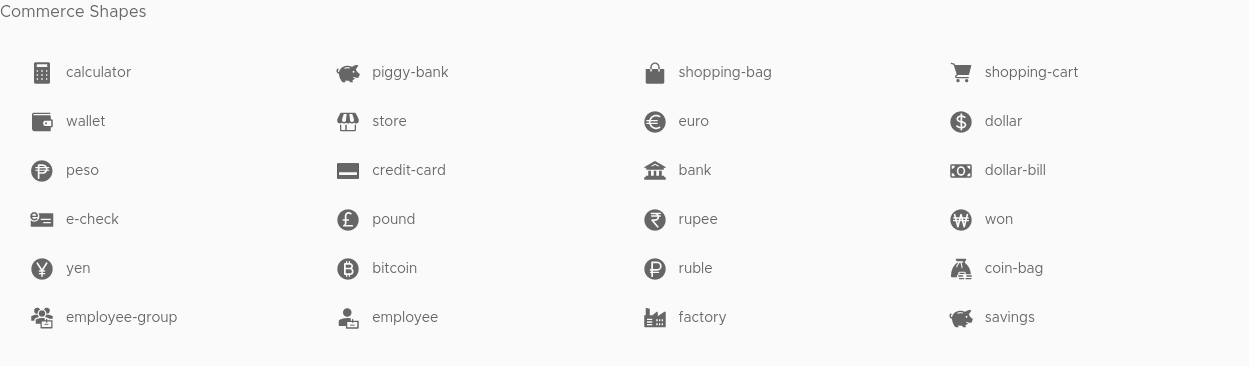 Commerce Shapes
calculator piggy-bank shopping-bag shopping-cart
wallet store euro dollar
peso credit-card bank dollar-bill
e-check pound rupee won
yen bitcoin ruble coin-bag
employee-group employee factory savings